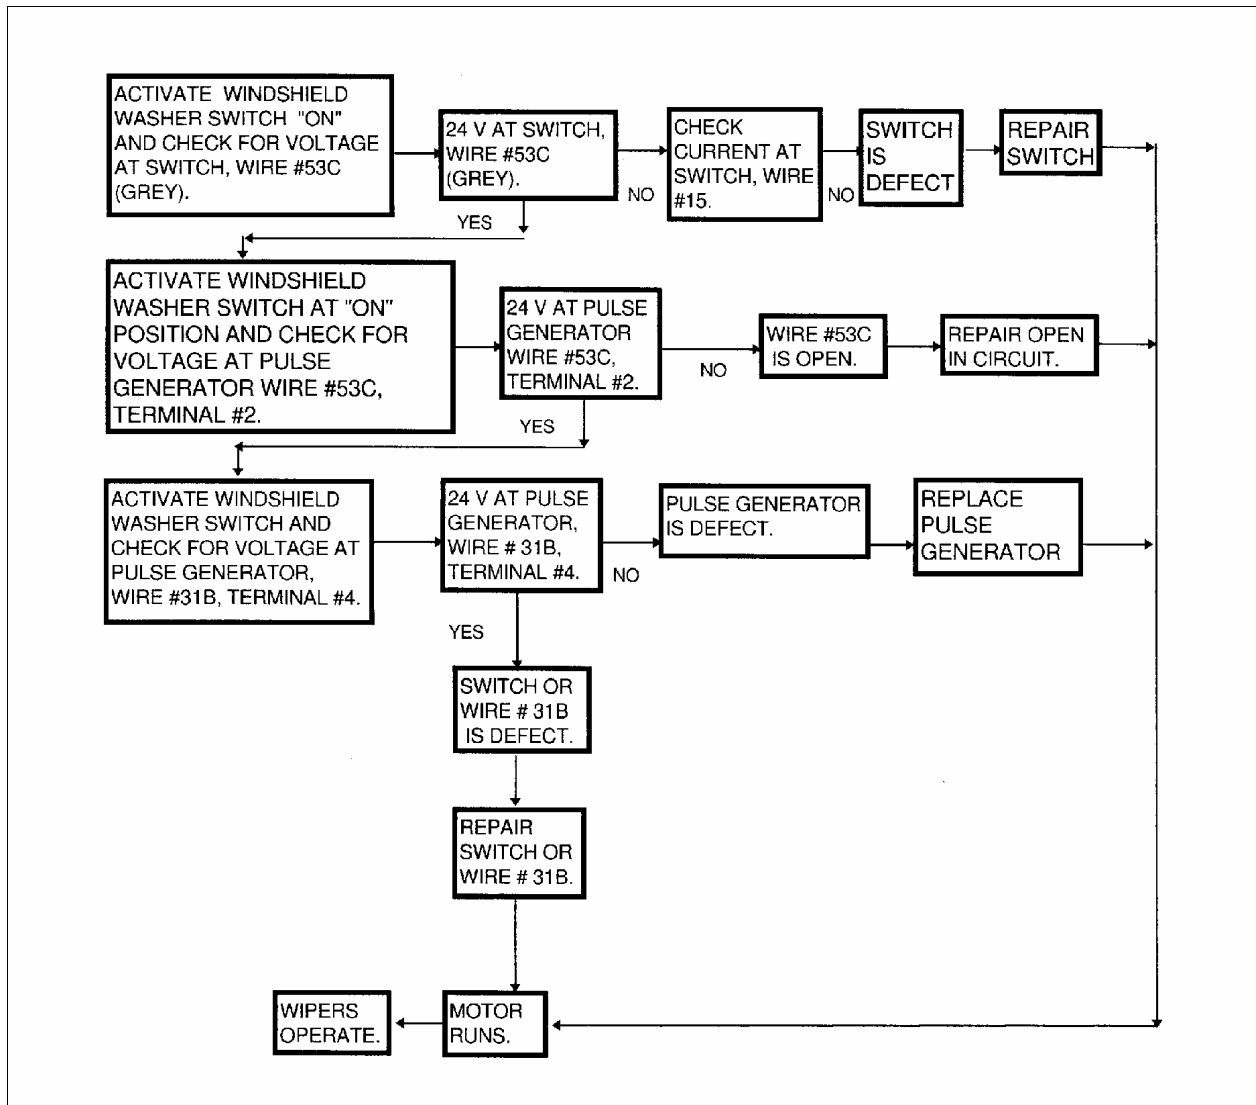 ACTIVATE WINDSHIELD
WASHER SWITCH "ON"
AND CHECK FOR VOLTAGE
AT SWITCH, WIRE #53C
(GREY).
24 V AT SWITCH,
WIRE #53C
(GREY).
NO
CHECK
CURRENT AT
SWITCH, WIRE
#15.
NO
SWITCH
IS
DEFECT
REPAIR
SWITCH
YES
ACTIVATE WINDSHIELD
WASHER SWITCH AT "ON"
POSITION AND CHECK FOR
VOLTAGE AT PULSE
GENERATOR WIRE #53C,
TERMINAL #2.
24 V AT PULSE
GENERATOR
WIRE #53C,
TERMINAL #2.
NO
WIRE #53C
IS OPEN.
REPAIR OPEN
IN CIRCUIT.
YES
ACTIVATE WINDSHIELD
WASHER SWITCH AND
CHECK FOR VOLTAGE AT
PULSE GENERATOR,
WIRE #31B, TERMINAL #4.
24 V AT PULSE
GENERATOR,
WIRE # 31B,
TERMINAL #4.
NO
PULSE GENERATOR
IS DEFECT.
REPLACE
PULSE
GENERATOR
YES
SWITCH OR
WIRE # 31B
IS DEFECT.
REPAIR
SWITCH OR
WIRE # 31B.
WIPERS
OPERATE.
MOTOR
RUNS.